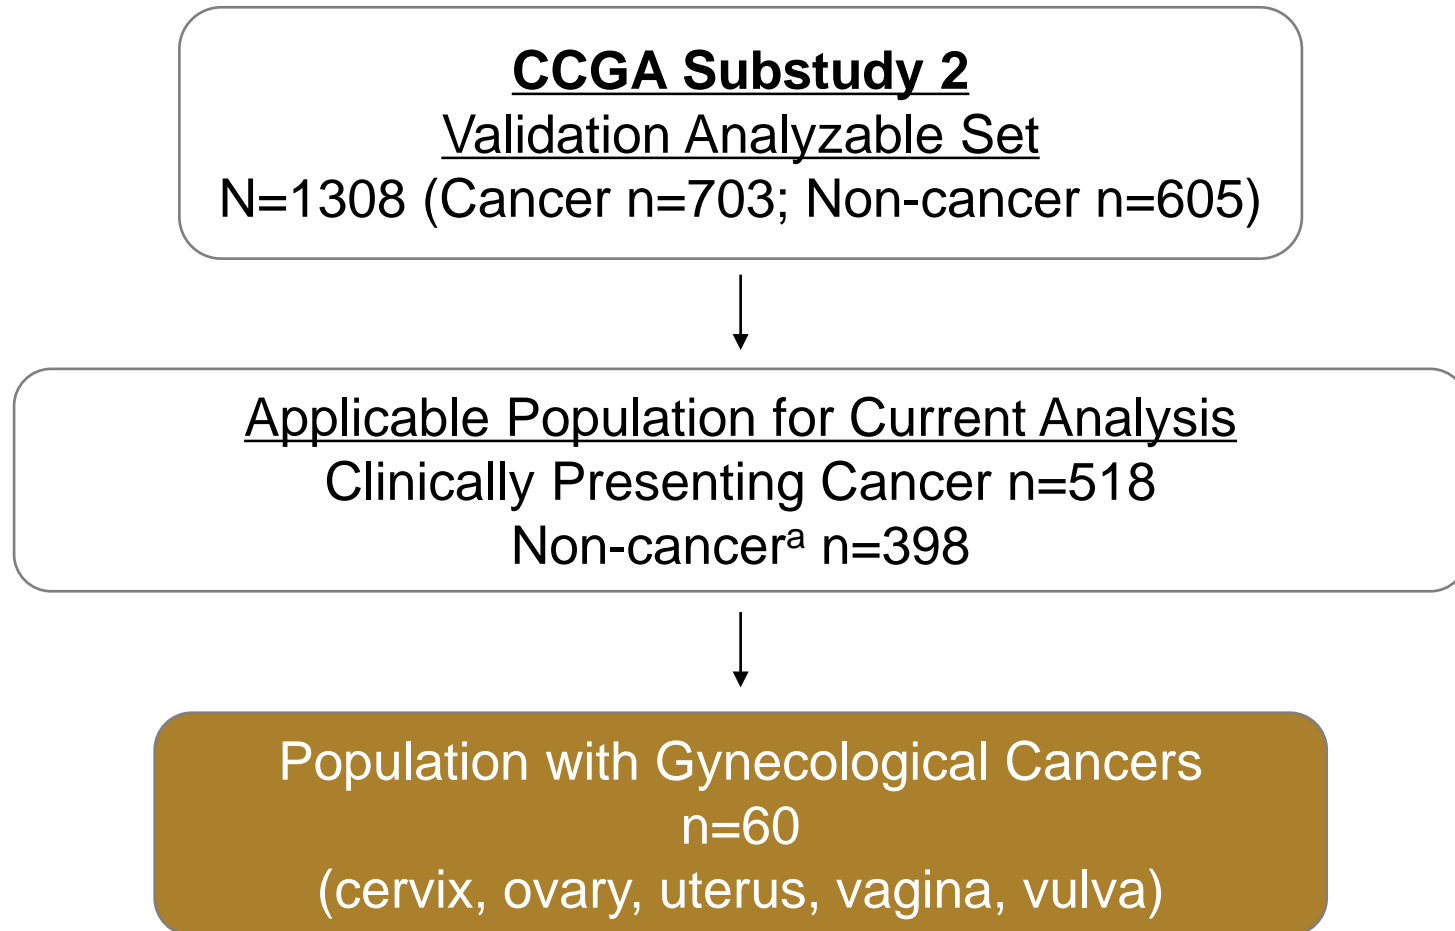 CCGA Substudy 2
Validation Analyzable Set
N=1308 (Cancer n=703; Non-cancer n=605)
Applicable Population for Current Analysis
Clinically Presenting Cancer n=518
Non-cancerᵃ n=398
Population with Gynecological Cancers
n=60
(cervix, ovary, uterus, vagina, vulva)